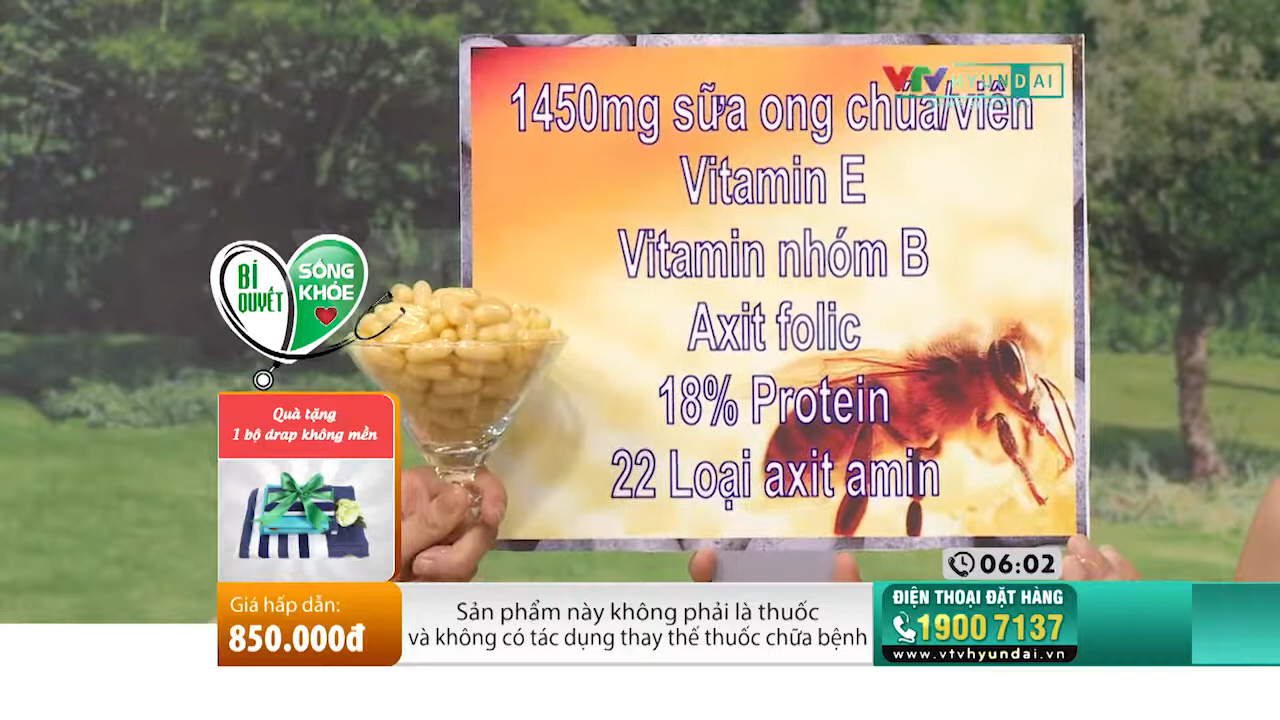 VTV HYUNDAI
1450mg sữa ong chúa/viên
Vitamin E
Vitamin nhóm B
Axit folic
18% Protein
22 Loại axit amin
BÍ QUYẾT
SỐNG KHỎE
Quà tặng
1 bộ drap không mền
06:02
Giá hấp dẫn:
850.000đ
Sản phẩm này không phải là thuốc
và không có tác dụng thay thế thuốc chữa bệnh
ĐIỆN THOẠI ĐẶT HÀNG
1900 7137
www.vtvhyundai.vn